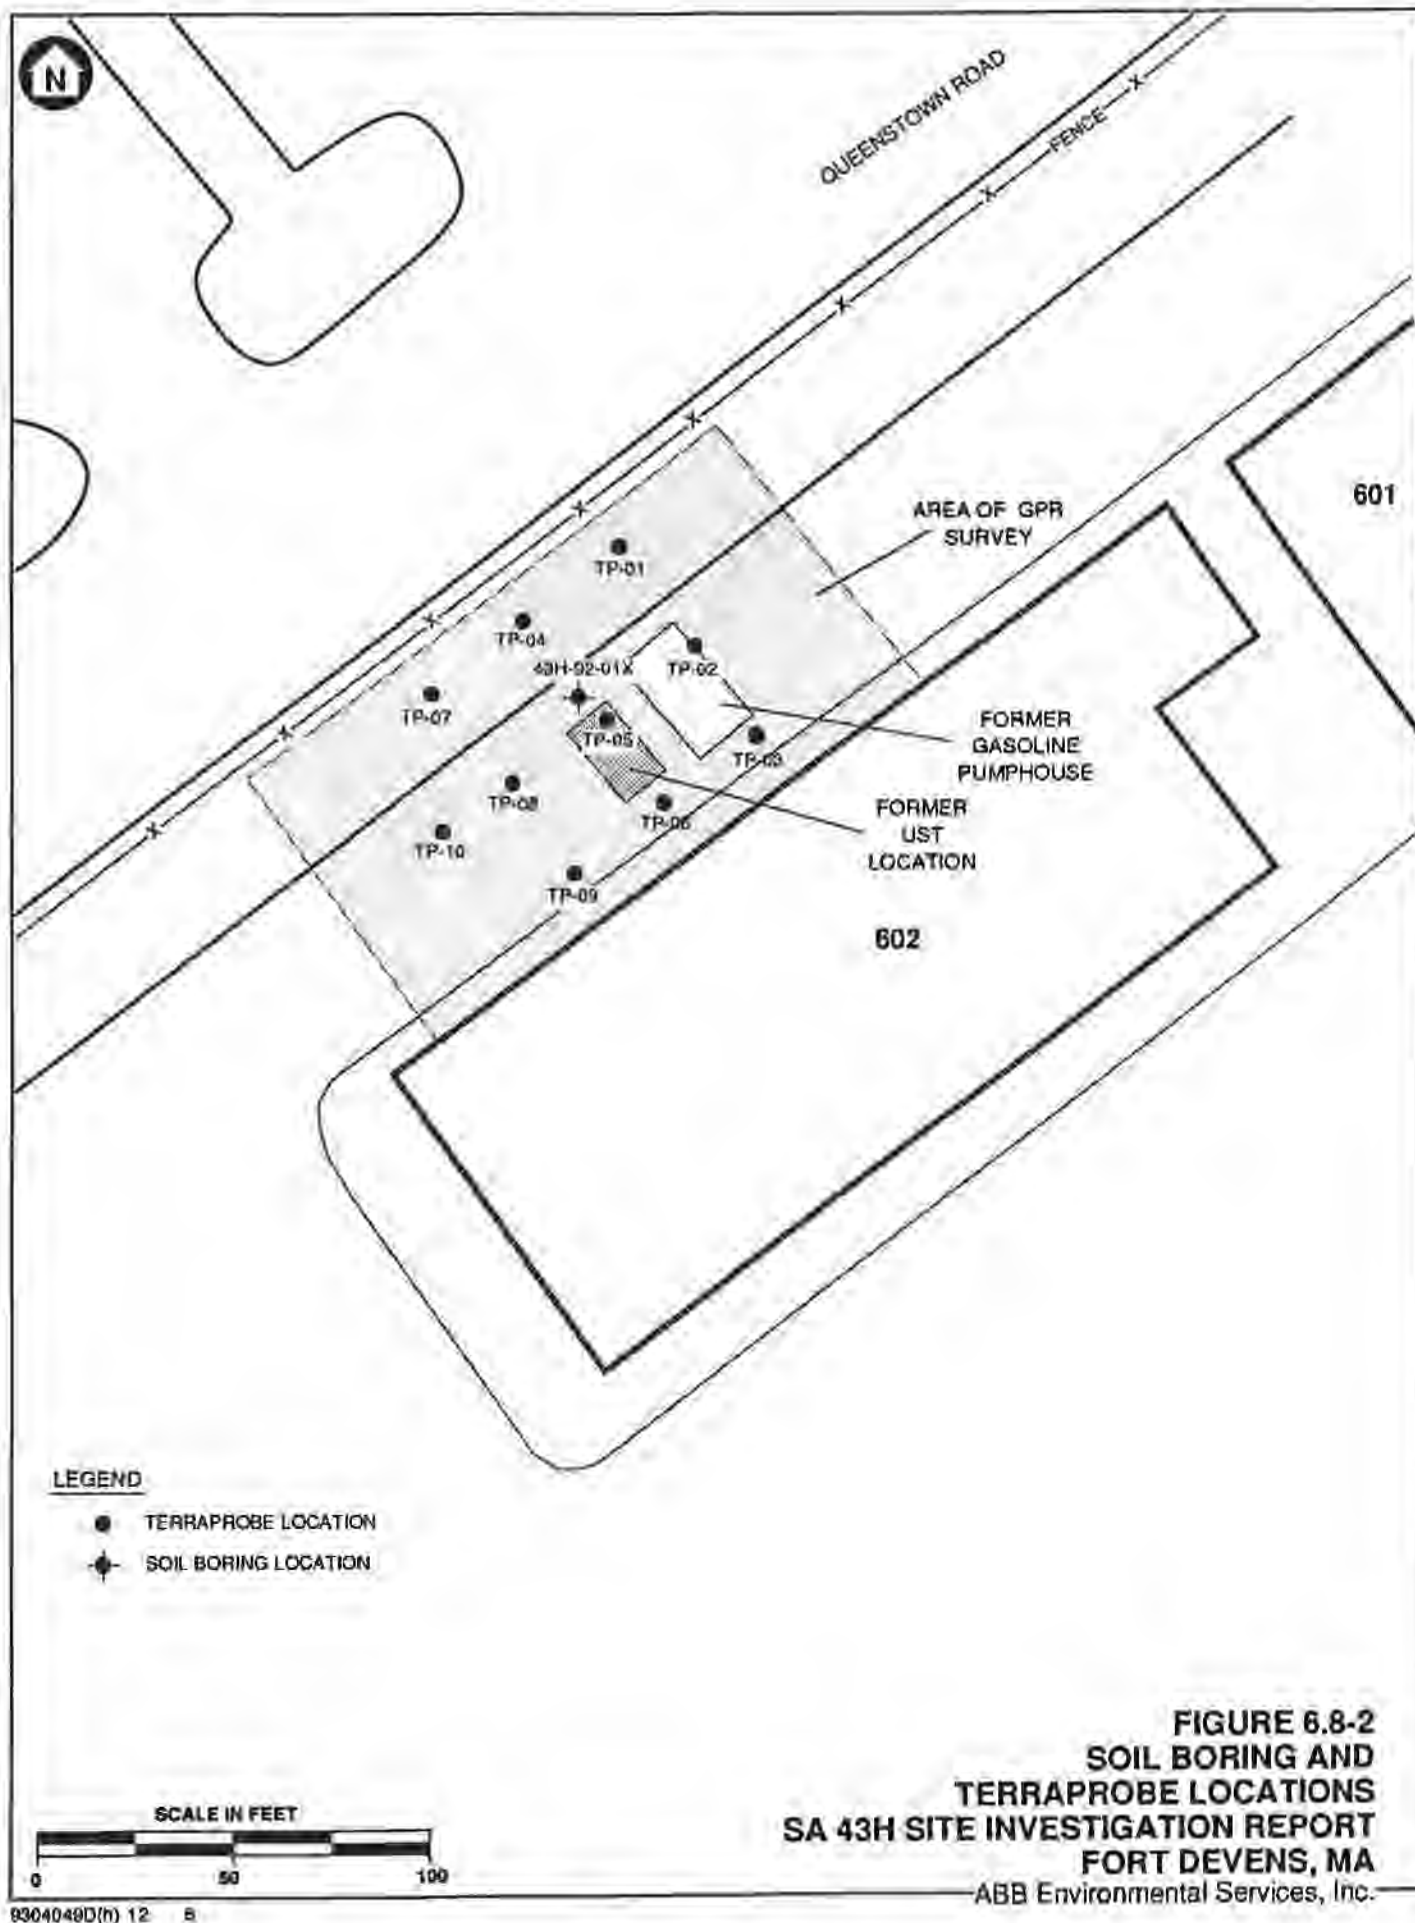 N
QUEENSTOWN ROAD
FENCE
601
AREA OF GPR
SURVEY
TP-01
TP-04
43H-92-01X
TP-02
TP-07
TP-05
TP-03
FORMER
GASOLINE
PUMPHOUSE
TP-08
TP-06
FORMER
UST
LOCATION
TP-10
TP-09
602
LEGEND
TERRAPROBE LOCATION
SOIL BORING LOCATION
SCALE IN FEET
0 50 100
FIGURE 6.8-2
SOIL BORING AND
TERRAPROBE LOCATIONS
SA 43H SITE INVESTIGATION REPORT
FORT DEVENS, MA
ABB Environmental Services, Inc.
9304049D(h) 12 B